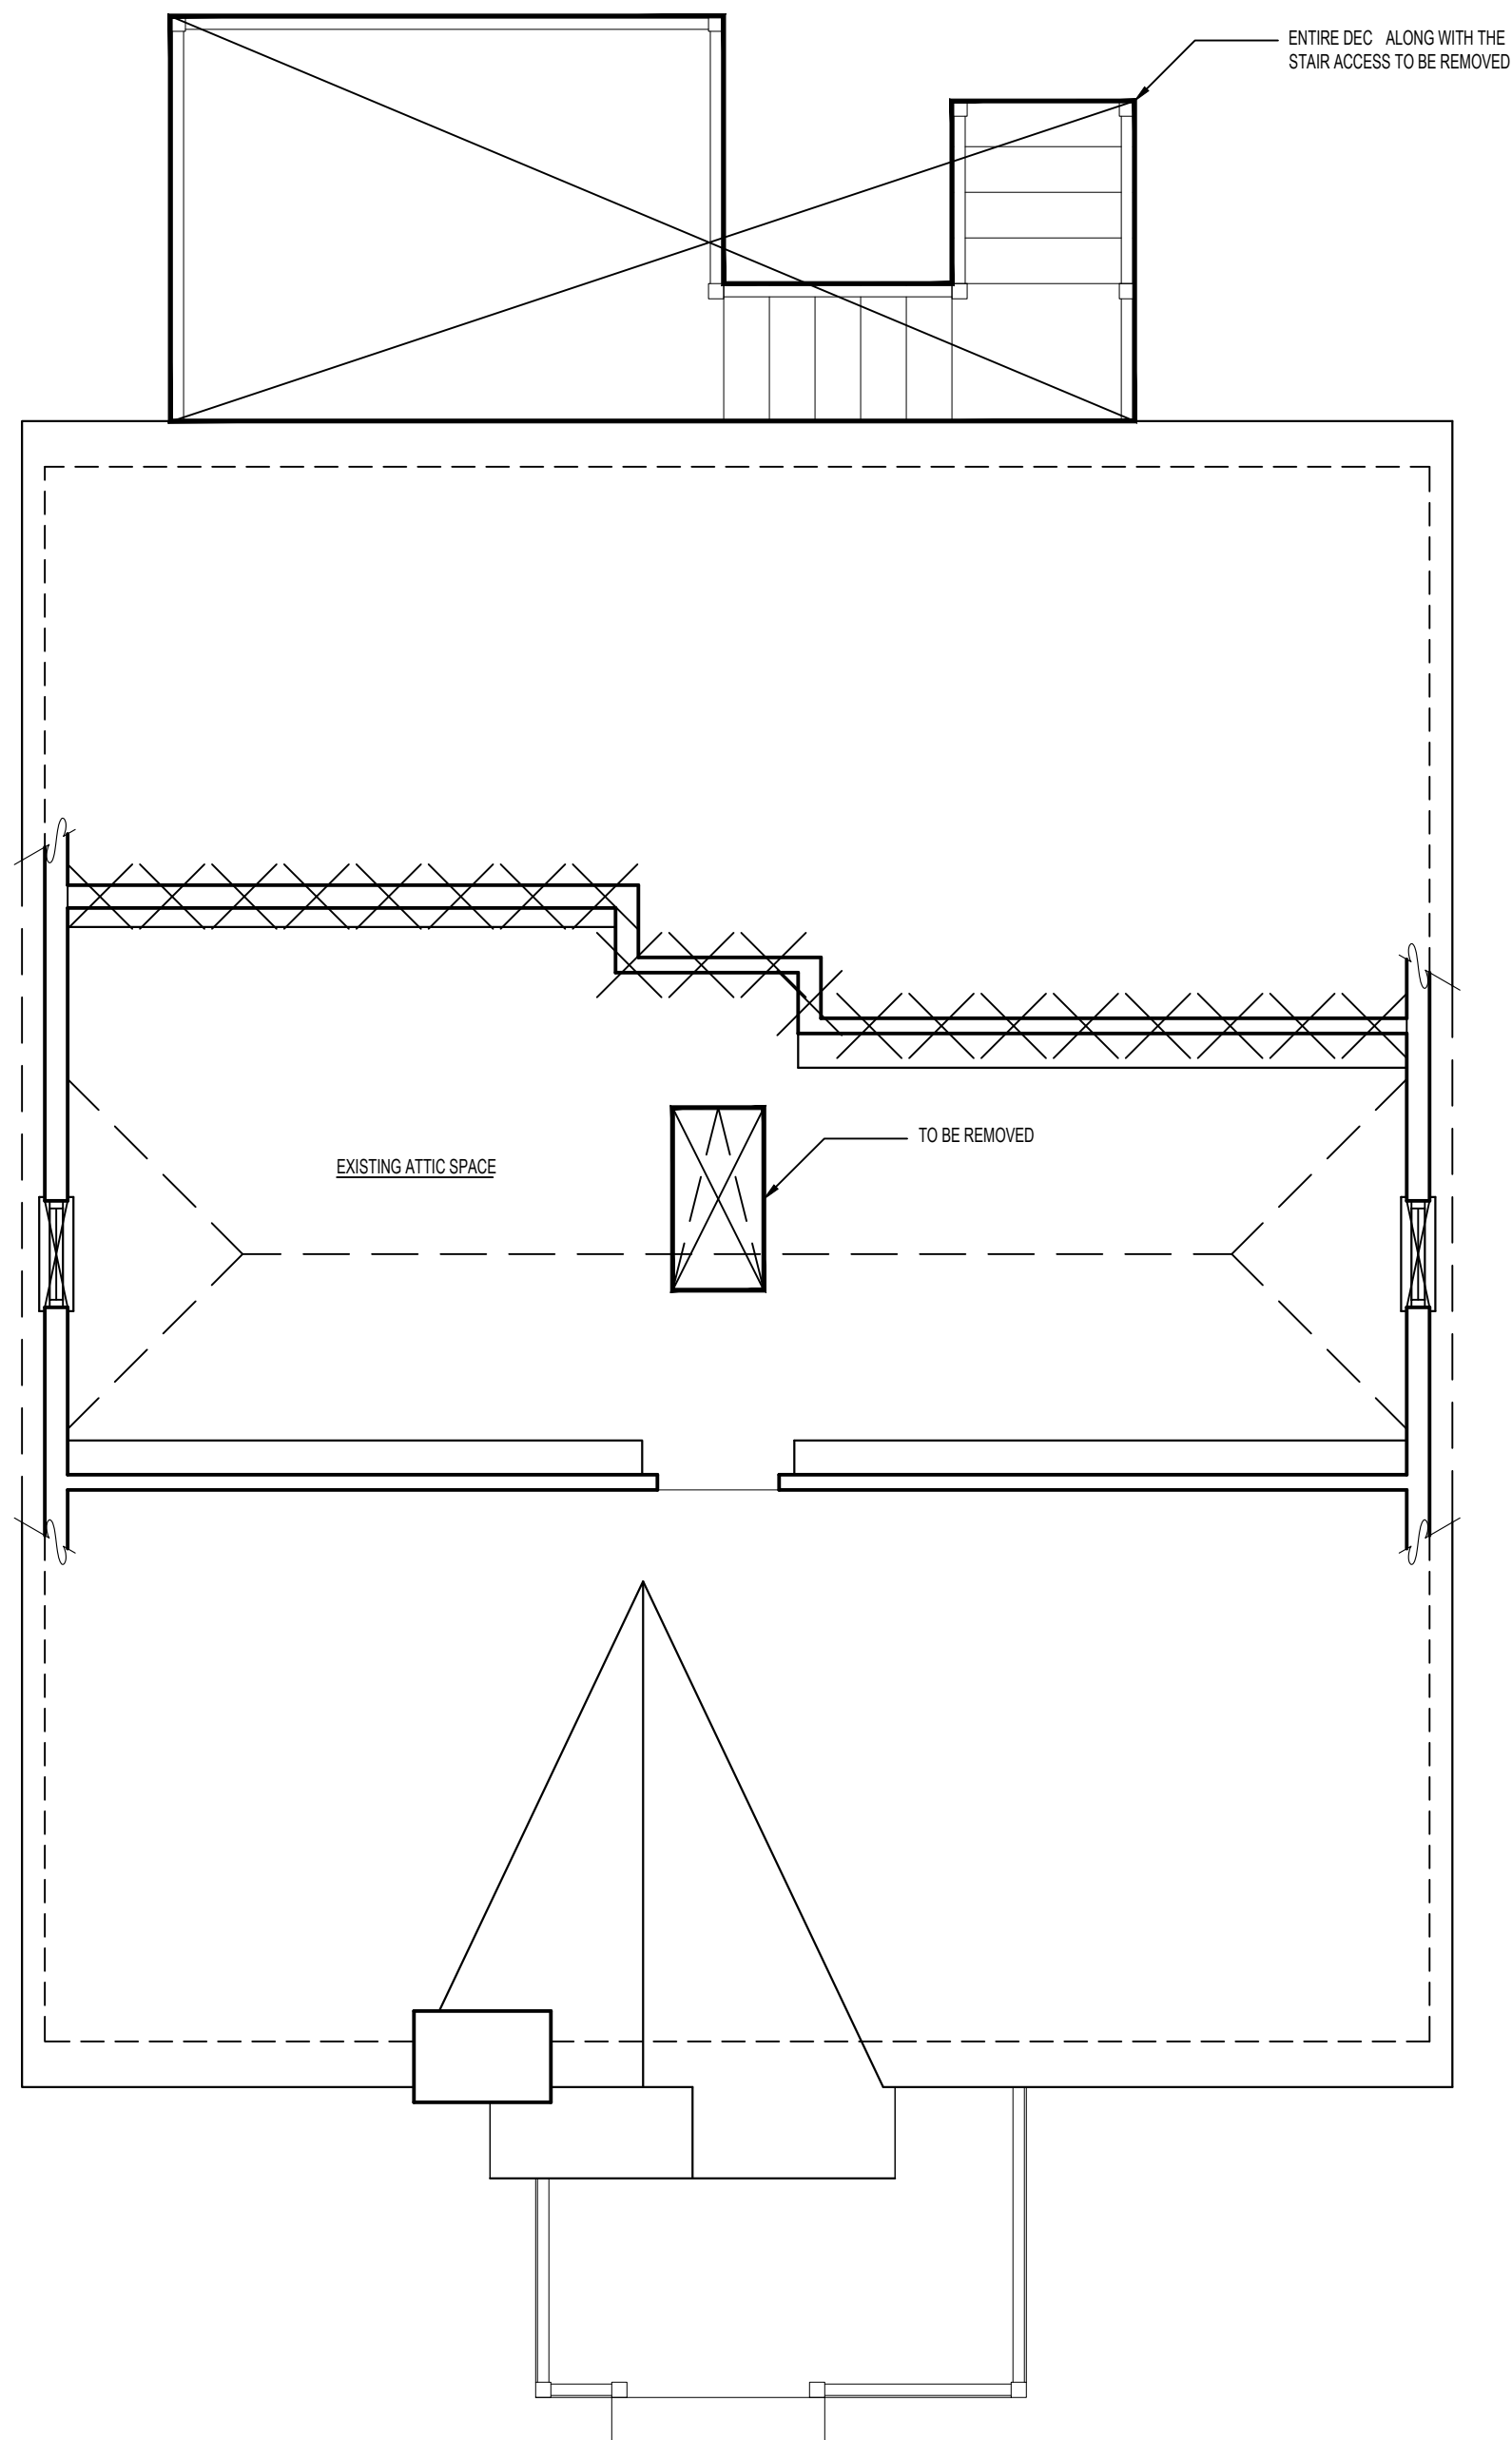 ENTIRE DEC ALONG WITH THE
STAIR ACCESS TO BE REMOVED
TO BE REMOVED
EXISTING ATTIC SPACE